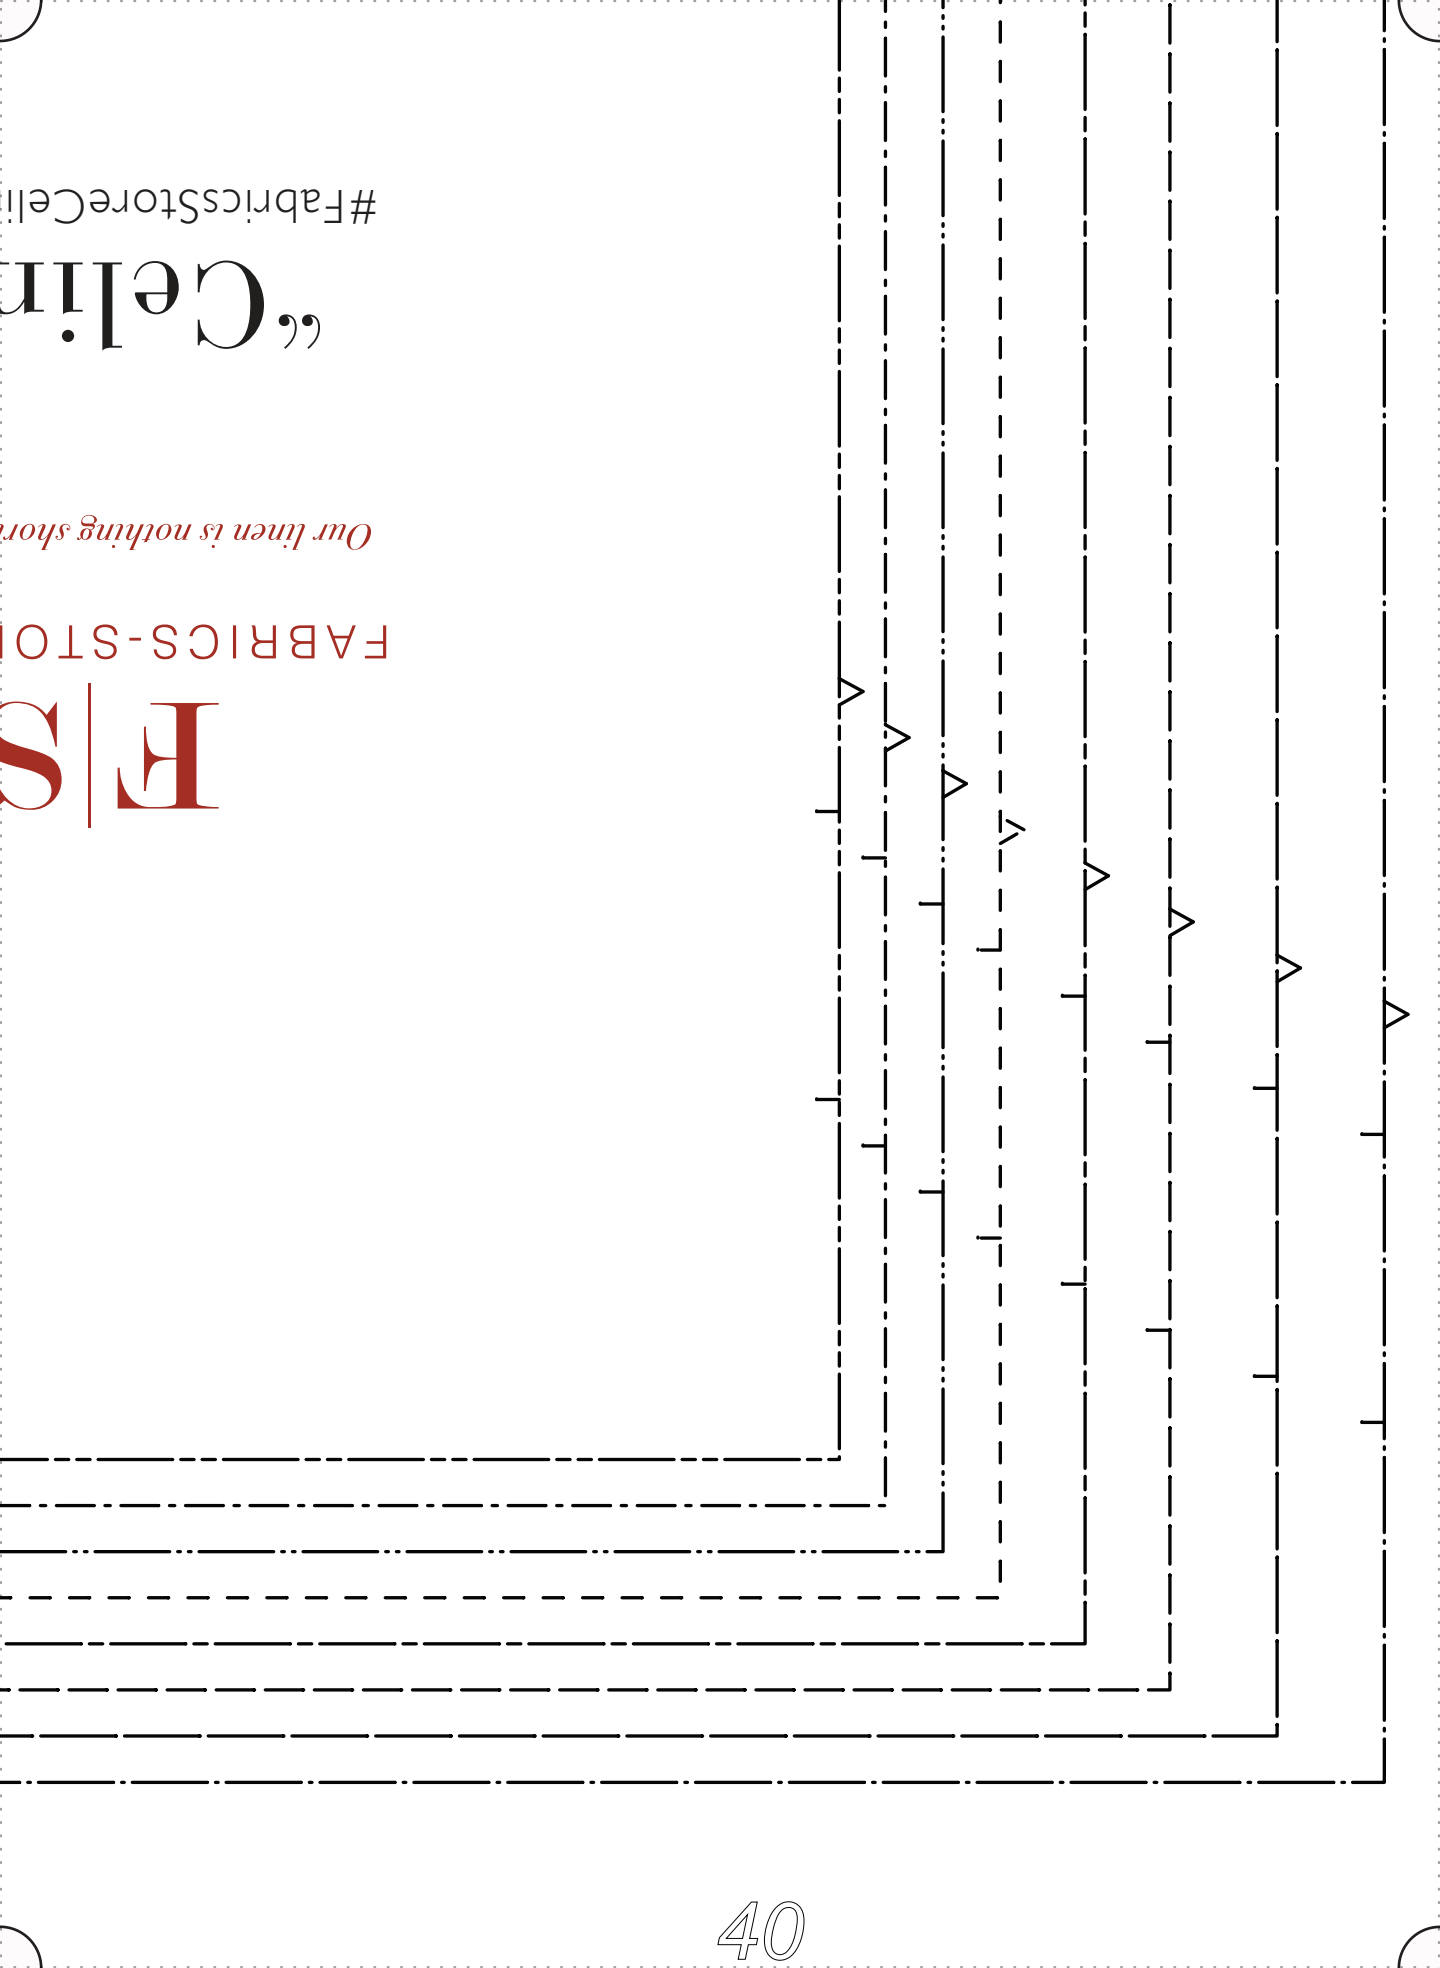 F|S
FABRICS-STO
Our linen is nothing shor
“Celin
#FabricsStoreCeli
40